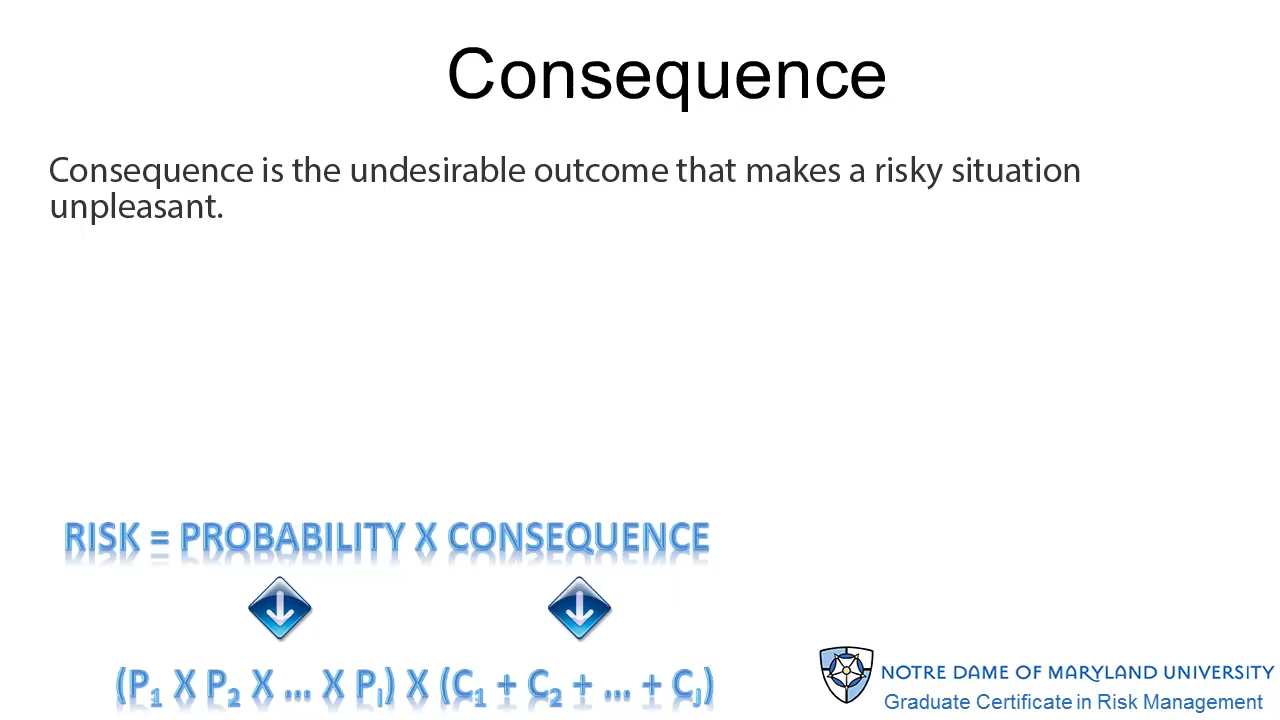 Consequence
Consequence is the undesirable outcome that makes a risky situation
unpleasant.
RISK = PROBABILITY X CONSEQUENCE
(P₁ X P₂ X ... X Pᵢ) X (C₁ + C₂ + ... + Cⱼ)
NOTRE DAME OF MARYLAND UNIVERSITY
Graduate Certificate in Risk Management